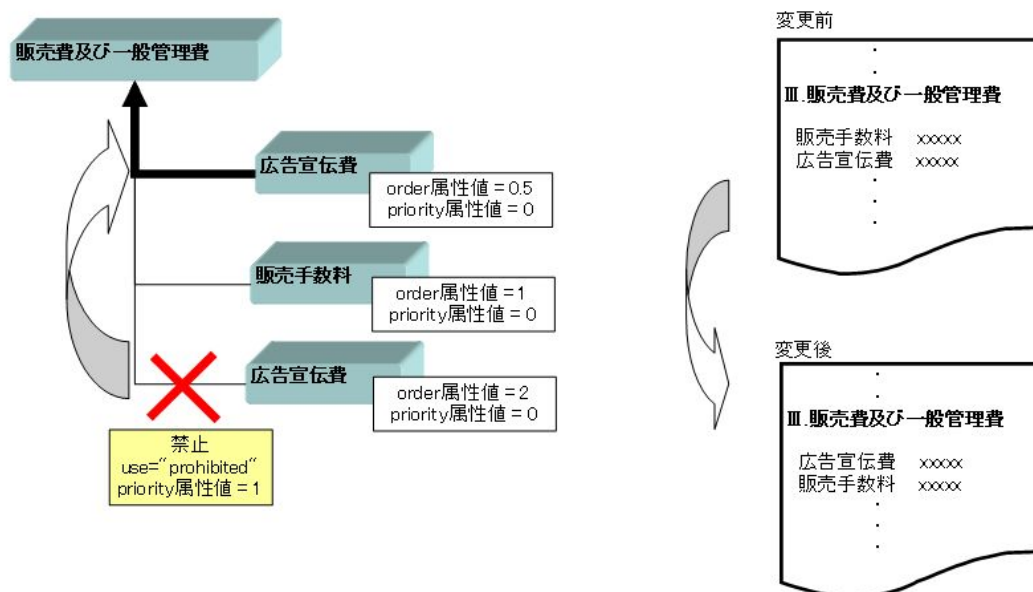 販売費及び一般管理費
広告宣伝費
order属性値＝0.5
priority属性値＝0
販売手数料
order属性値＝1
priority属性値＝0
広告宣伝費
order属性値＝2
priority属性値＝0
禁止
use=“prohibited“
priority属性値＝1
変更前
Ⅲ.販売費及び一般管理費
販売手数料 xxxxx
広告宣伝費 xxxxx
変更後
Ⅲ.販売費及び一般管理費
広告宣伝費 xxxxx
販売手数料 xxxxx